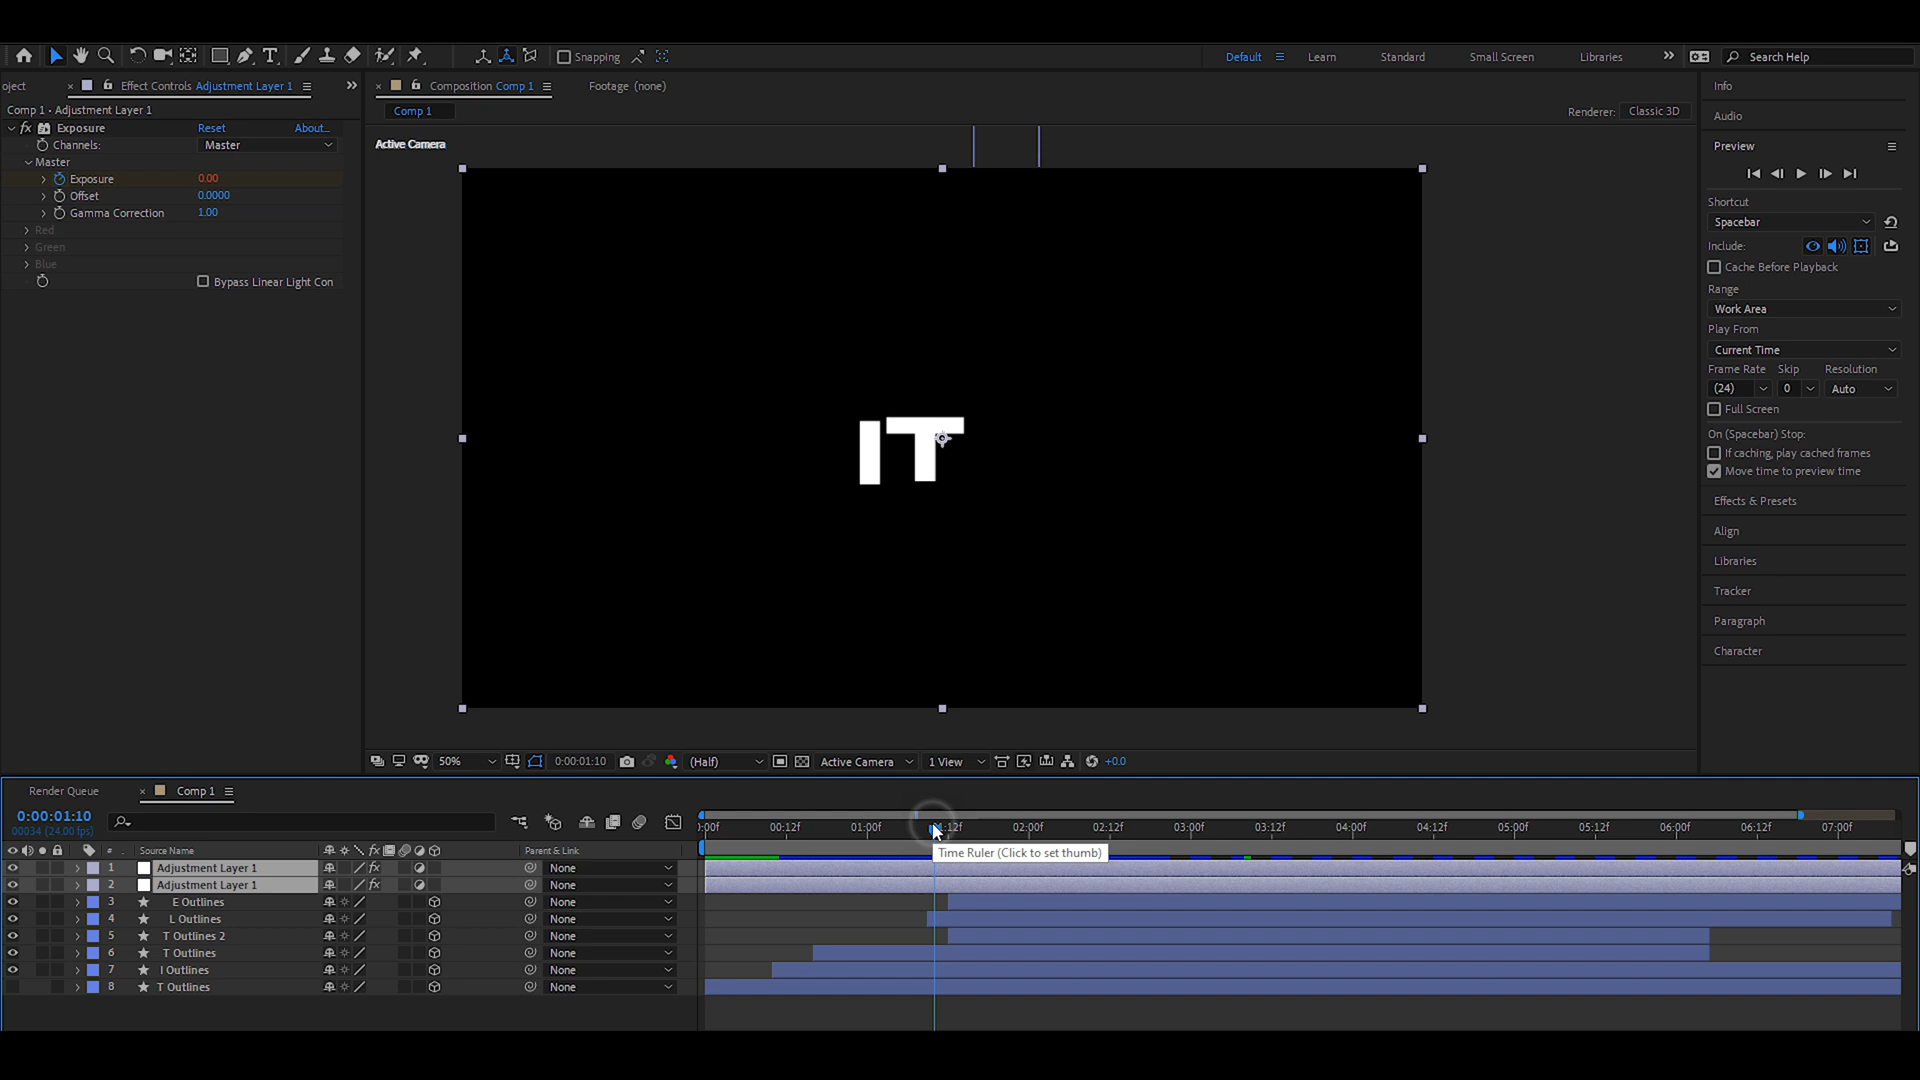 Snapping
Default
Learn
Standard
Small Screen
Libraries
Search Help
oject
Effect Controls Adjustment Layer 1
Composition Comp 1
Footage (none)
Info
Comp 1 • Adjustment Layer 1
Comp 1
Renderer:
Classic 3D
Audio
fx Exposure
Reset
About...
Channels:
Master
Active Camera
Preview
Master
Exposure
0.00
Offset
0.0000
Gamma Correction
1.00
Red
Green
Blue
Bypass Linear Light Con
Shortcut
Spacebar
Include:
Cache Before Playback
Range
Work Area
Play From
Current Time
Frame Rate Skip Resolution
(24) 0 Auto
Full Screen
On (Spacebar) Stop:
If caching, play cached frames
Move time to preview time
Effects & Presets
Align
Libraries
Tracker
Paragraph
Character
IT
50%
0:00:01:10
(Half)
Active Camera
1 View
+0.0
Render Queue
Comp 1
0:00:01:10
00034 (24.00 fps)
:00f 00:12f 01:00f 1:12f 02:00f 02:12f 03:00f 03:12f 04:00f 04:12f 05:00f 05:12f 06:00f 06:12f 07:00f
# Source Name fx Parent & Link
Time Ruler (Click to set thumb)
1 Adjustment Layer 1 fx None
2 Adjustment Layer 1 fx None
3 E Outlines None
4 L Outlines None
5 T Outlines 2 None
6 T Outlines None
7 I Outlines None
8 T Outlines None